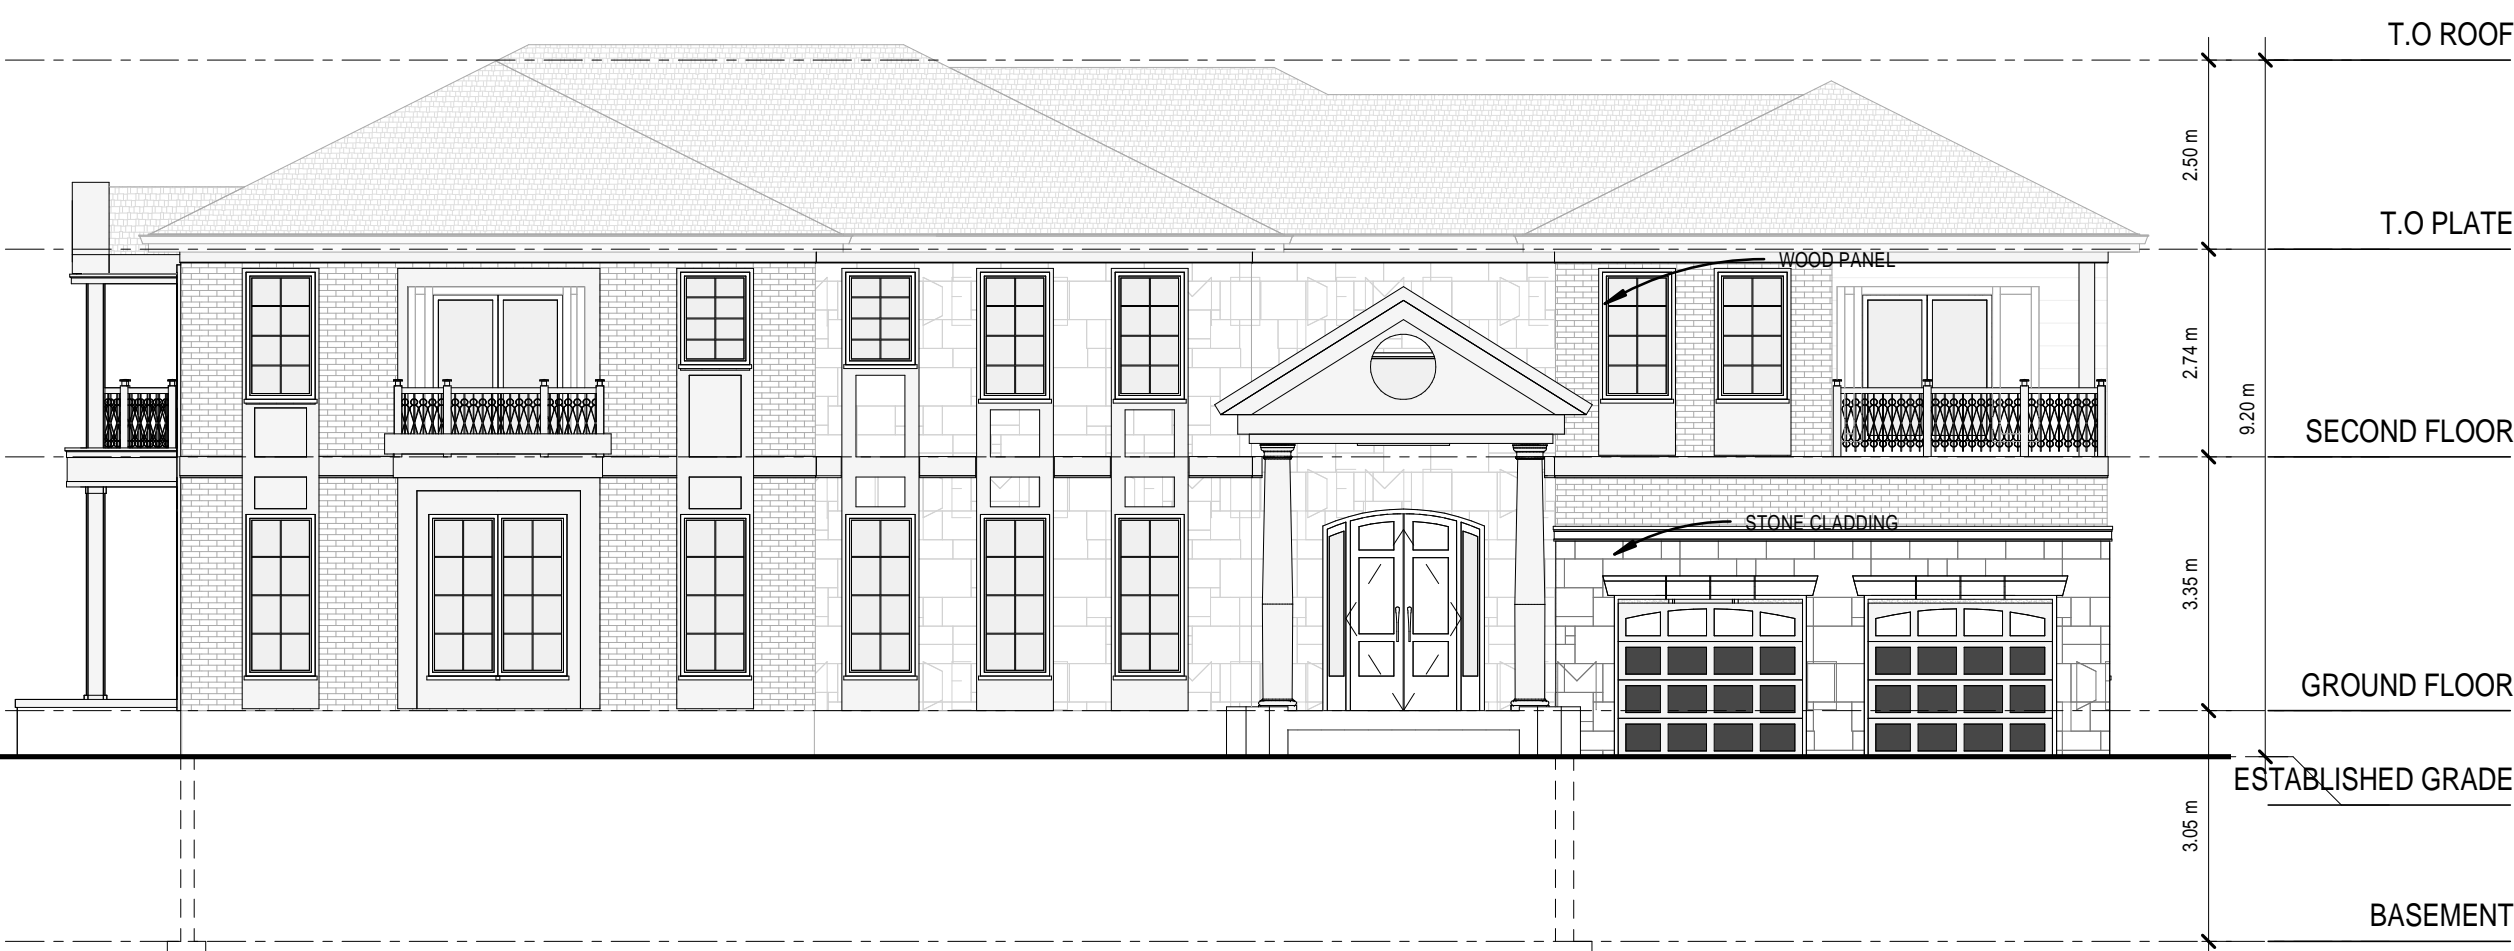 T.O ROOF
2.50 m
T.O PLATE
WOOD PANEL
2.74 m
9.20 m
SECOND FLOOR
STONE CLADDING
3.35 m
GROUND FLOOR
ESTABLISHED GRADE
3.05 m
BASEMENT